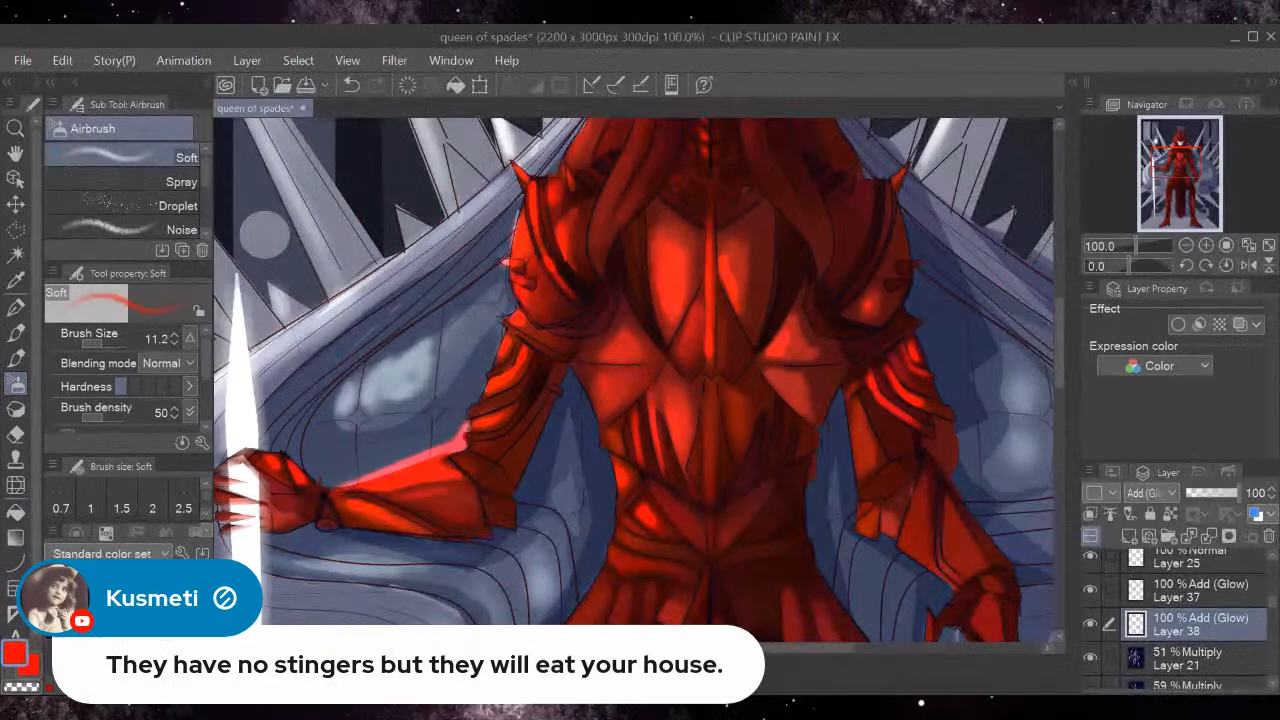 queen of spades* (2200 x 3000px 300dpi 100.0%) - CLIP STUDIO PAINT EX
File Edit Story(P) Animation Layer Select View Filter Window Help
Sub Tool: Airbrush
queen of spades*
Navigator
Airbrush
Soft
Spray
Droplet
Noise
100.0
0.0
Tool property: Soft
Soft
Layer Property
Effect
Brush Size 11.2
Expression color
Blending mode Normal
Color
Hardness
Brush density 50
Brush size: Soft
Layer
0.7 1 1.5 2 2.5
100
Standard color set
100 % Normal
Layer 25
100 % Add (Glow)
Layer 37
100 % Add (Glow)
Layer 38
51 % Multiply
Layer 21
59 % Multiply
Kusmeti
They have no stingers but they will eat your house.